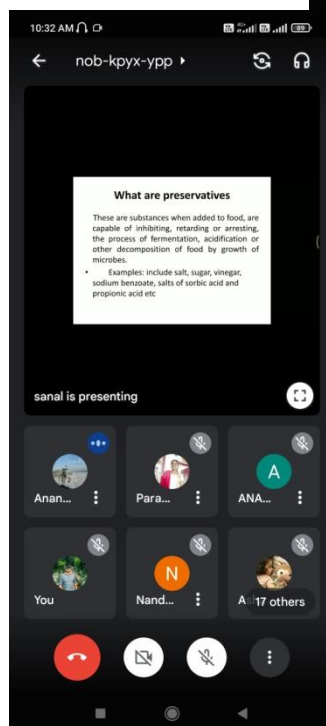 10:32 AM
89
nob-kpyx-ypp
What are preservatives
These are substances when added to food, are
capable of inhibiting, retarding or arresting,
the process of fermentation, acidification or
other decomposition of food by growth of
microbes.
• Examples: include salt, sugar, vinegar,
sodium benzoate, salts of sorbic acid and
propionic acid etc
sanal is presenting
Anan...
Para...
A
ANA...
You
N
Nand...
17 others